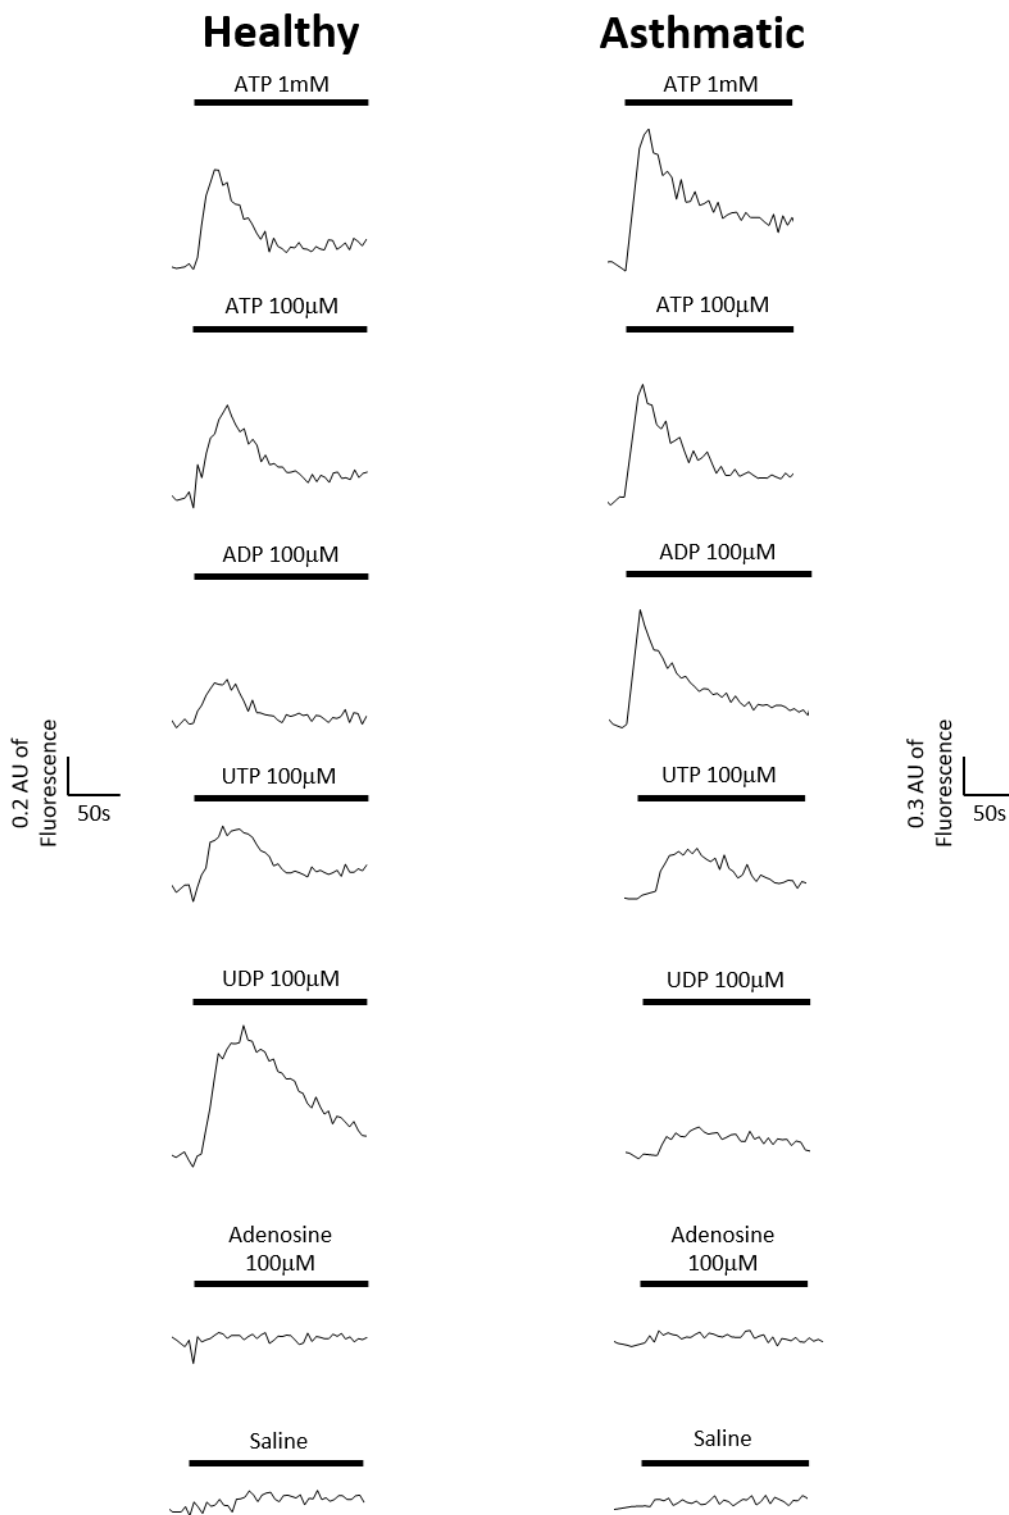 Healthy
Asthmatic
ATP 1mM
ATP 1mM
ATP 100μM
ATP 100μM
ADP 100μM
ADP 100μM
0.2 AU of
Fluorescence
50s
0.3 AU of
Fluorescence
50s
UTP 100μM
UTP 100μM
UDP 100μM
UDP 100μM
Adenosine
100μM
Adenosine
100μM
Saline
Saline